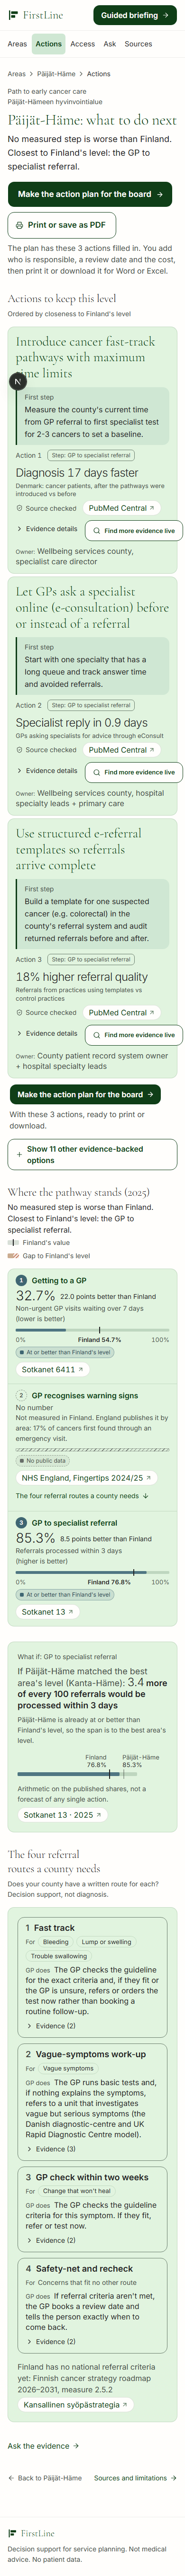 FirstLine
Guided briefing →
Areas Actions Access Ask Sources
Areas > Päijät-Häme > Actions
Path to early cancer care
Päijät-Hämeen hyvinvointialue
Päijät-Häme: what to do next
No measured step is worse than Finland.
Closest to Finland's level: the GP to
specialist referral.
Make the action plan for the board →
Print or save as PDF
The plan has these 3 actions filled in. You add
who is responsible, a review date and the cost,
then print it or download it for Word or Excel.
Actions to keep this level
Ordered by closeness to Finland's level
Introduce cancer fast-track
pathways with maximum
time limits
N
First step
Measure the county's current time
from GP referral to first specialist test
for 2-3 cancers to set a baseline.
Action 1 Step: GP to specialist referral
Diagnosis 17 days faster
Denmark: cancer patients, after the pathways were
introduced vs before
Source checked PubMed Central ↗
> Evidence details Find more evidence live
Owner: Wellbeing services county,
specialist care director
Let GPs ask a specialist
online (e-consultation) before
or instead of a referral
First step
Start with one specialty that has a
long queue and track answer time
and avoided referrals.
Action 2 Step: GP to specialist referral
Specialist reply in 0.9 days
GPs asking specialists for advice through eConsult
Source checked PubMed Central ↗
> Evidence details Find more evidence live
Owner: Wellbeing services county, hospital
specialty leads + primary care
Use structured e-referral
templates so referrals
arrive complete
First step
Build a template for one suspected
cancer (e.g. colorectal) in the
county's referral system and audit
returned referrals before and after.
Action 3 Step: GP to specialist referral
18% higher referral quality
Referrals from practices using templates vs
control practices
Source checked PubMed Central ↗
> Evidence details Find more evidence live
Owner: County patient record system owner
+ hospital specialty leads
Make the action plan for the board →
With these 3 actions, ready to print or
download.
+ Show 11 other evidence-backed
options
Where the pathway stands (2025)
No measured step is worse than Finland.
Closest to Finland's level: the GP to
specialist referral.
Finland's value
Gap to Finland's level
1 Getting to a GP
32.7% 22.0 points better than Finland
Non-urgent GP visits waiting over 7 days
(lower is better)
0% Finland 54.7% 100%
At or better than Finland's level
Sotkanet 6411 ↗
2 GP recognises warning signs
No number
Not measured in Finland. England publishes it by
area: 17% of cancers first found through an
emergency visit.
No public data
NHS England, Fingertips 2024/25 ↗
The four referral routes a county needs ↓
3 GP to specialist referral
85.3% 8.5 points better than Finland
Referrals processed within 3 days
(higher is better)
0% Finland 76.8% 100%
At or better than Finland's level
Sotkanet 13 ↗
What if: GP to specialist referral
If Päijät-Häme matched the best
area's level (Kanta-Häme): 3.4 more
of every 100 referrals would be
processed within 3 days
Päijät-Häme is already at or better than
Finland's level, so the span is to the best area's
level.
Finland Päijät-Häme
76.8% 85.3%
Arithmetic on the published shares, not a
forecast of any single action.
Sotkanet 13 · 2025 ↗
The four referral
routes a county needs
Does your county have a written route for each?
Decision support, not diagnosis.
1 Fast track
For Bleeding Lump or swelling
Trouble swallowing
GP does The GP checks the guideline
for the exact criteria and, if they fit or
the GP is unsure, refers or orders the
test now rather than booking a
routine follow-up.
> Evidence (2)
2 Vague-symptoms work-up
For Vague symptoms
GP does The GP runs basic tests and,
if nothing explains the symptoms,
refers to a unit that investigates
vague but serious symptoms (the
Danish diagnostic-centre and UK
Rapid Diagnostic Centre model).
> Evidence (3)
3 GP check within two weeks
For Change that won't heal
GP does The GP checks the guideline
criteria for this symptom. If they fit,
refer or test now.
> Evidence (2)
4 Safety-net and recheck
For Concerns that fit no other route
GP does If referral criteria aren't met,
the GP books a review date and
tells the person exactly when to
come back.
> Evidence (2)
Finland has no national referral criteria
yet: Finnish cancer strategy roadmap
2026–2031, measure 2.5.2
Kansallinen syöpästrategia ↗
Ask the evidence →
← Back to Päijät-Häme Sources and limitations →
FirstLine
Decision support for service planning. Not medical
advice. No patient data.